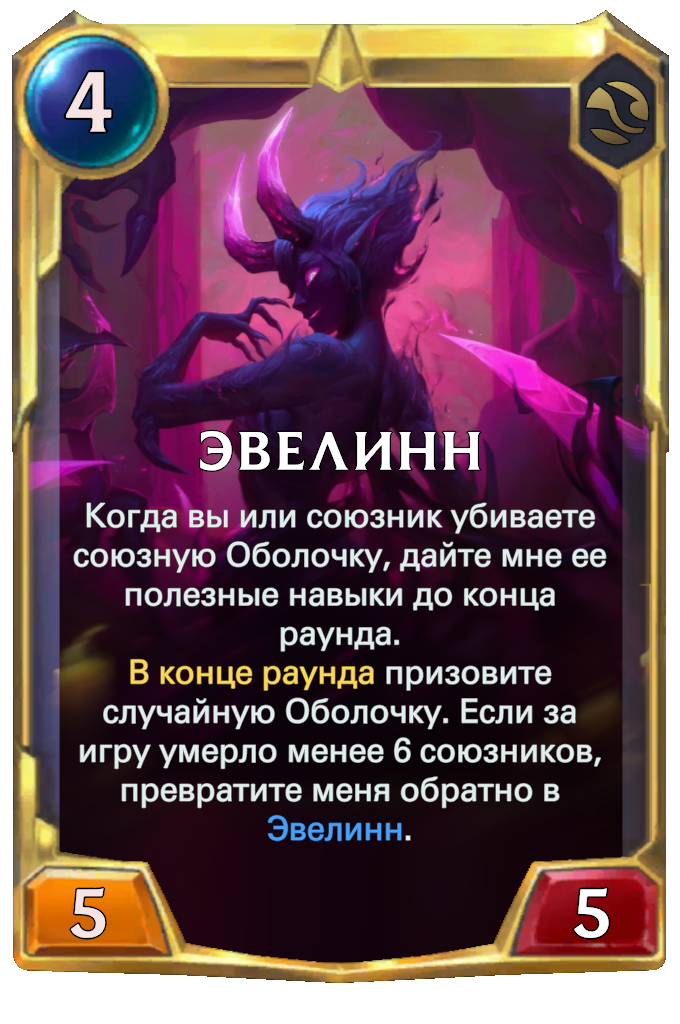 4
ЭВЕЛИНН
Когда вы или союзник убиваете
союзную Оболочку, дайте мне ее
полезные навыки до конца
раунда.
В конце раунда призовите
случайную Оболочку. Если за
игру умерло менее 6 союзников,
превратите меня обратно в
Эвелинн.
5
5